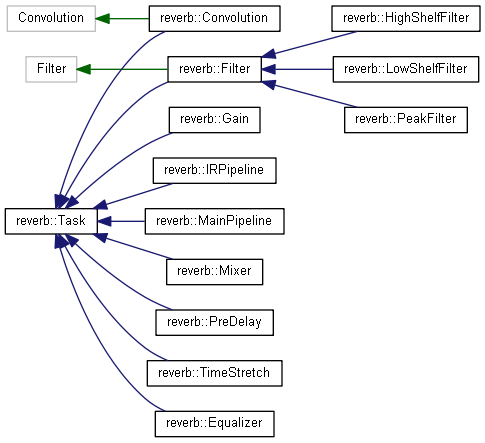 Convolution
reverb::Convolution
reverb::HighShelfFilter
Filter
reverb::Filter
reverb::LowShelfFilter
reverb::PeakFilter
reverb::Gain
reverb::IRPipeline
reverb::Task
reverb::MainPipeline
reverb::Mixer
reverb::PreDelay
reverb::TimeStretch
reverb::Equalizer